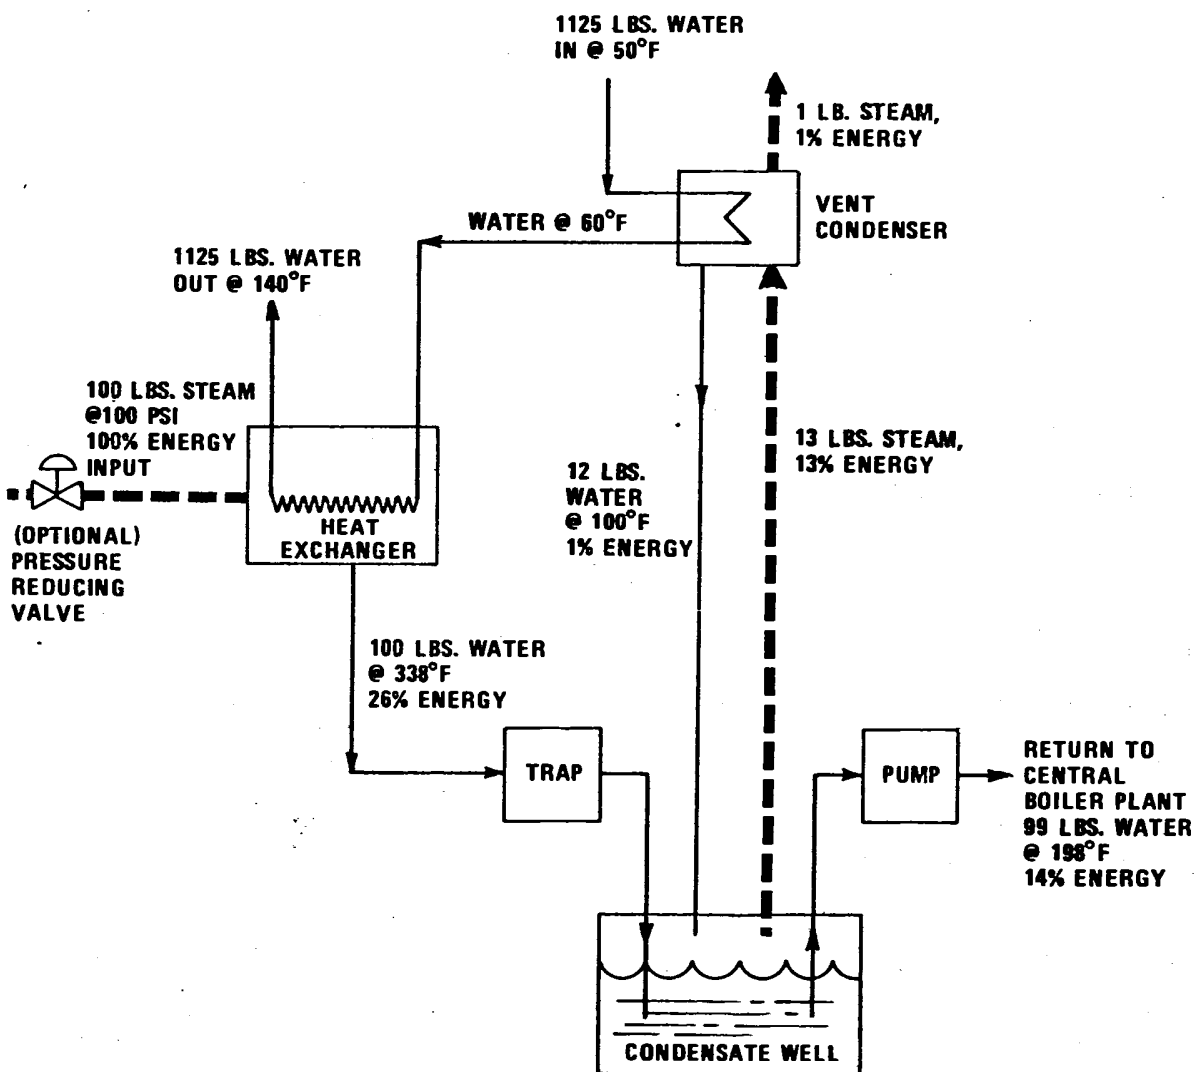 1125 LBS. WATER
IN @ 50°F
1 LB. STEAM,
1% ENERGY
VENT
CONDENSER
WATER @ 60°F
1125 LBS. WATER
OUT @ 140°F
100 LBS. STEAM
@100 PSI
100% ENERGY
INPUT
(OPTIONAL)
PRESSURE
REDUCING
VALVE
HEAT
EXCHANGER
12 LBS.
WATER
@ 100°F
1% ENERGY
13 LBS. STEAM,
13% ENERGY
100 LBS. WATER
@ 338°F
26% ENERGY
TRAP
PUMP
RETURN TO
CENTRAL
BOILER PLANT
99 LBS. WATER
@ 198°F
14% ENERGY
CONDENSATE WELL